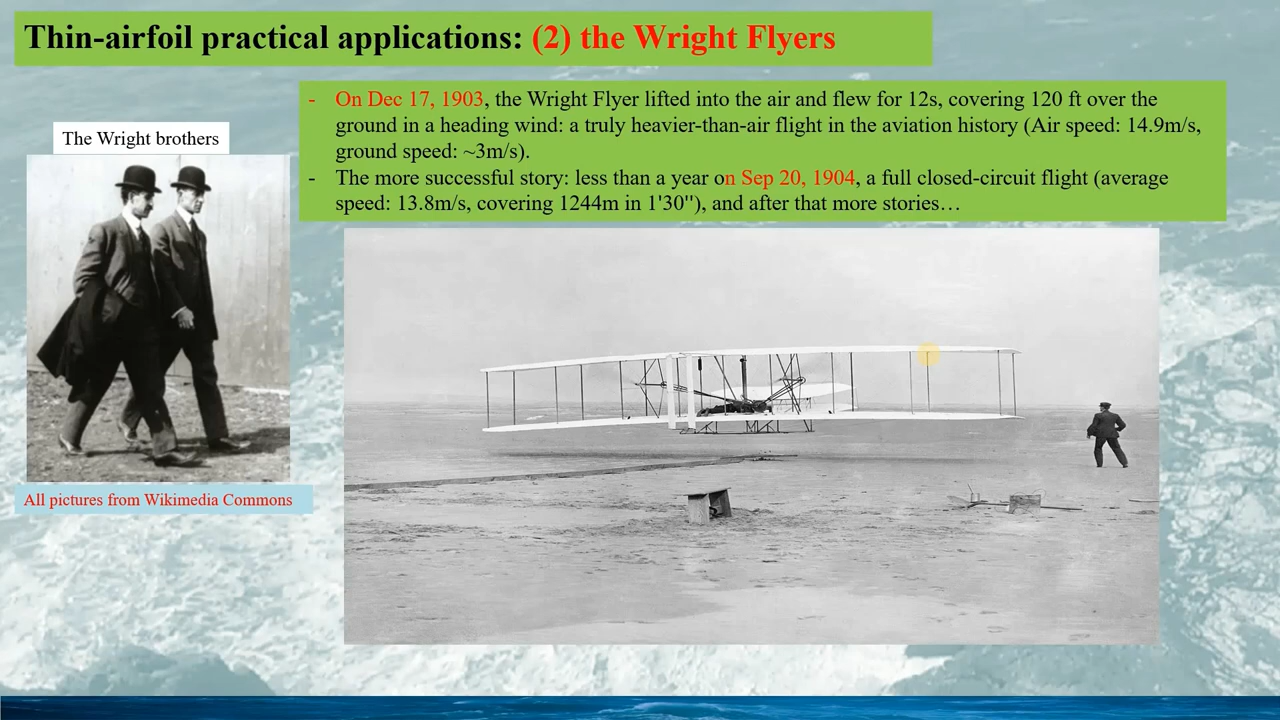 Thin-airfoil practical applications: (2) the Wright Flyers
- On Dec 17, 1903, the Wright Flyer lifted into the air and flew for 12s, covering 120 ft over the
ground in a heading wind: a truly heavier-than-air flight in the aviation history (Air speed: 14.9m/s,
ground speed: ~3m/s).
- The more successful story: less than a year on Sep 20, 1904, a full closed-circuit flight (average
speed: 13.8m/s, covering 1244m in 1'30"), and after that more stories…
The Wright brothers
All pictures from Wikimedia Commons